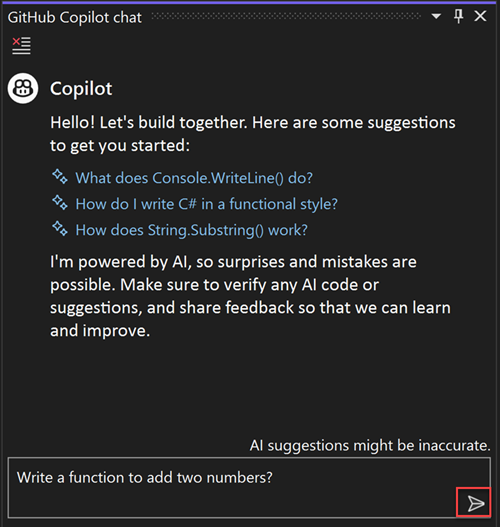 GitHub Copilot chat
Copilot
Hello! Let's build together. Here are some suggestions
to get you started:
What does Console.WriteLine() do?
How do I write C# in a functional style?
How does String.Substring() work?
I'm powered by AI, so surprises and mistakes are
possible. Make sure to verify any AI code or
suggestions, and share feedback so that we can learn
and improve.
AI suggestions might be inaccurate.
Write a function to add two numbers?